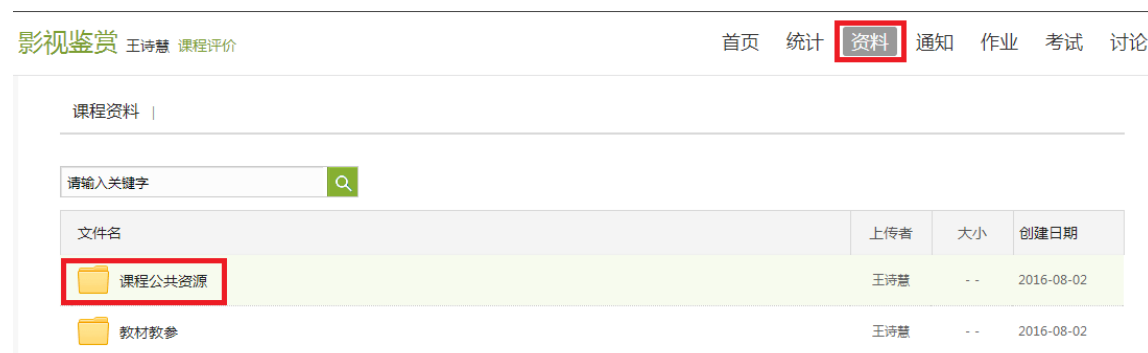 影视鉴赏 王诗慧 课程评价 首页 统计 资料 通知 作业 考试 讨论
课程资料 |
请输入关键字
文件名 上传者 大小 创建日期
课程公共资源 王诗慧 - - 2016-08-02
教材教参 王诗慧 - - 2016-08-02